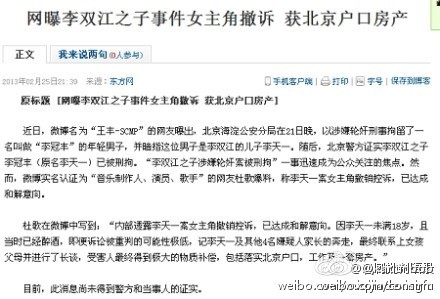 网曝李双江之子事件女主角撤诉 获北京户口房产
正文
我来说两句(0人参与)
2013年02月25日21:39 来源：东方网
手机客户端
打印
字号
保存到博客
原标题 [网曝李双江之子事件女主角撤诉 获北京户口房产]
近日，微博名为“王丰-SCMP”的网友曝出，北京海淀公安分局在21日晚，以涉嫌轮奸刑事拘留了一
名叫做“李冠丰”的年轻男子，并暗指这位男子是李双江的儿子李天一。随后，北京警方证实李双江之子
李冠丰（原名李天一）已被刑拘。“李双江之子涉嫌轮奸案被刑拘”一事迅速成为公众关注的焦点。然
而，微博实名认证为“音乐制作人、演员、歌手”的网友杜歌爆料，称李天一案女主角撤销控诉，已达成
和解意向。
杜歌在微博中写到，“内部透露李天一案女主角撤销控诉，已达成和解意向。因李天一未满18岁，且
当时已经醉酒，即便诉讼被重判的可能性极低，记李天一及其他4名嫌疑人家长的奔走，最终联系上女孩
父母并进行了长谈，受害人最终得到极大的物质补偿，包括落实北京户口，工作及
套房产。”
目前，此消息尚未得到警方和当事人的证实。